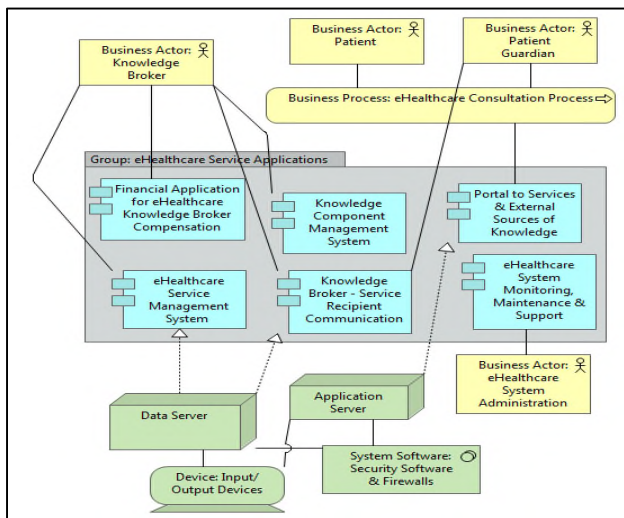 Business Actor:
Knowledge
Broker
Business Actor:
Patient
Business Actor:
Patient
Guardian
Business Process: eHealthcare Consultation Process
Group: eHealthcare Service Applications
Financial Application
for eHealthcare
Knowledge Broker
Compensation
Knowledge
Component
Management
System
Portal to Services
& External
Sources of
Knowledge
eHealthcare
Service
Management
System
Knowledge
Broker - Service
Recipient
Communication
eHealthcare
System
Monitoring,
Maintenance &
Support
Business Actor:
eHealthcare
System
Administration
Data Server
Application
Server
Device: Input/
Output Devices
System Software:
Security Software
& Firewalls